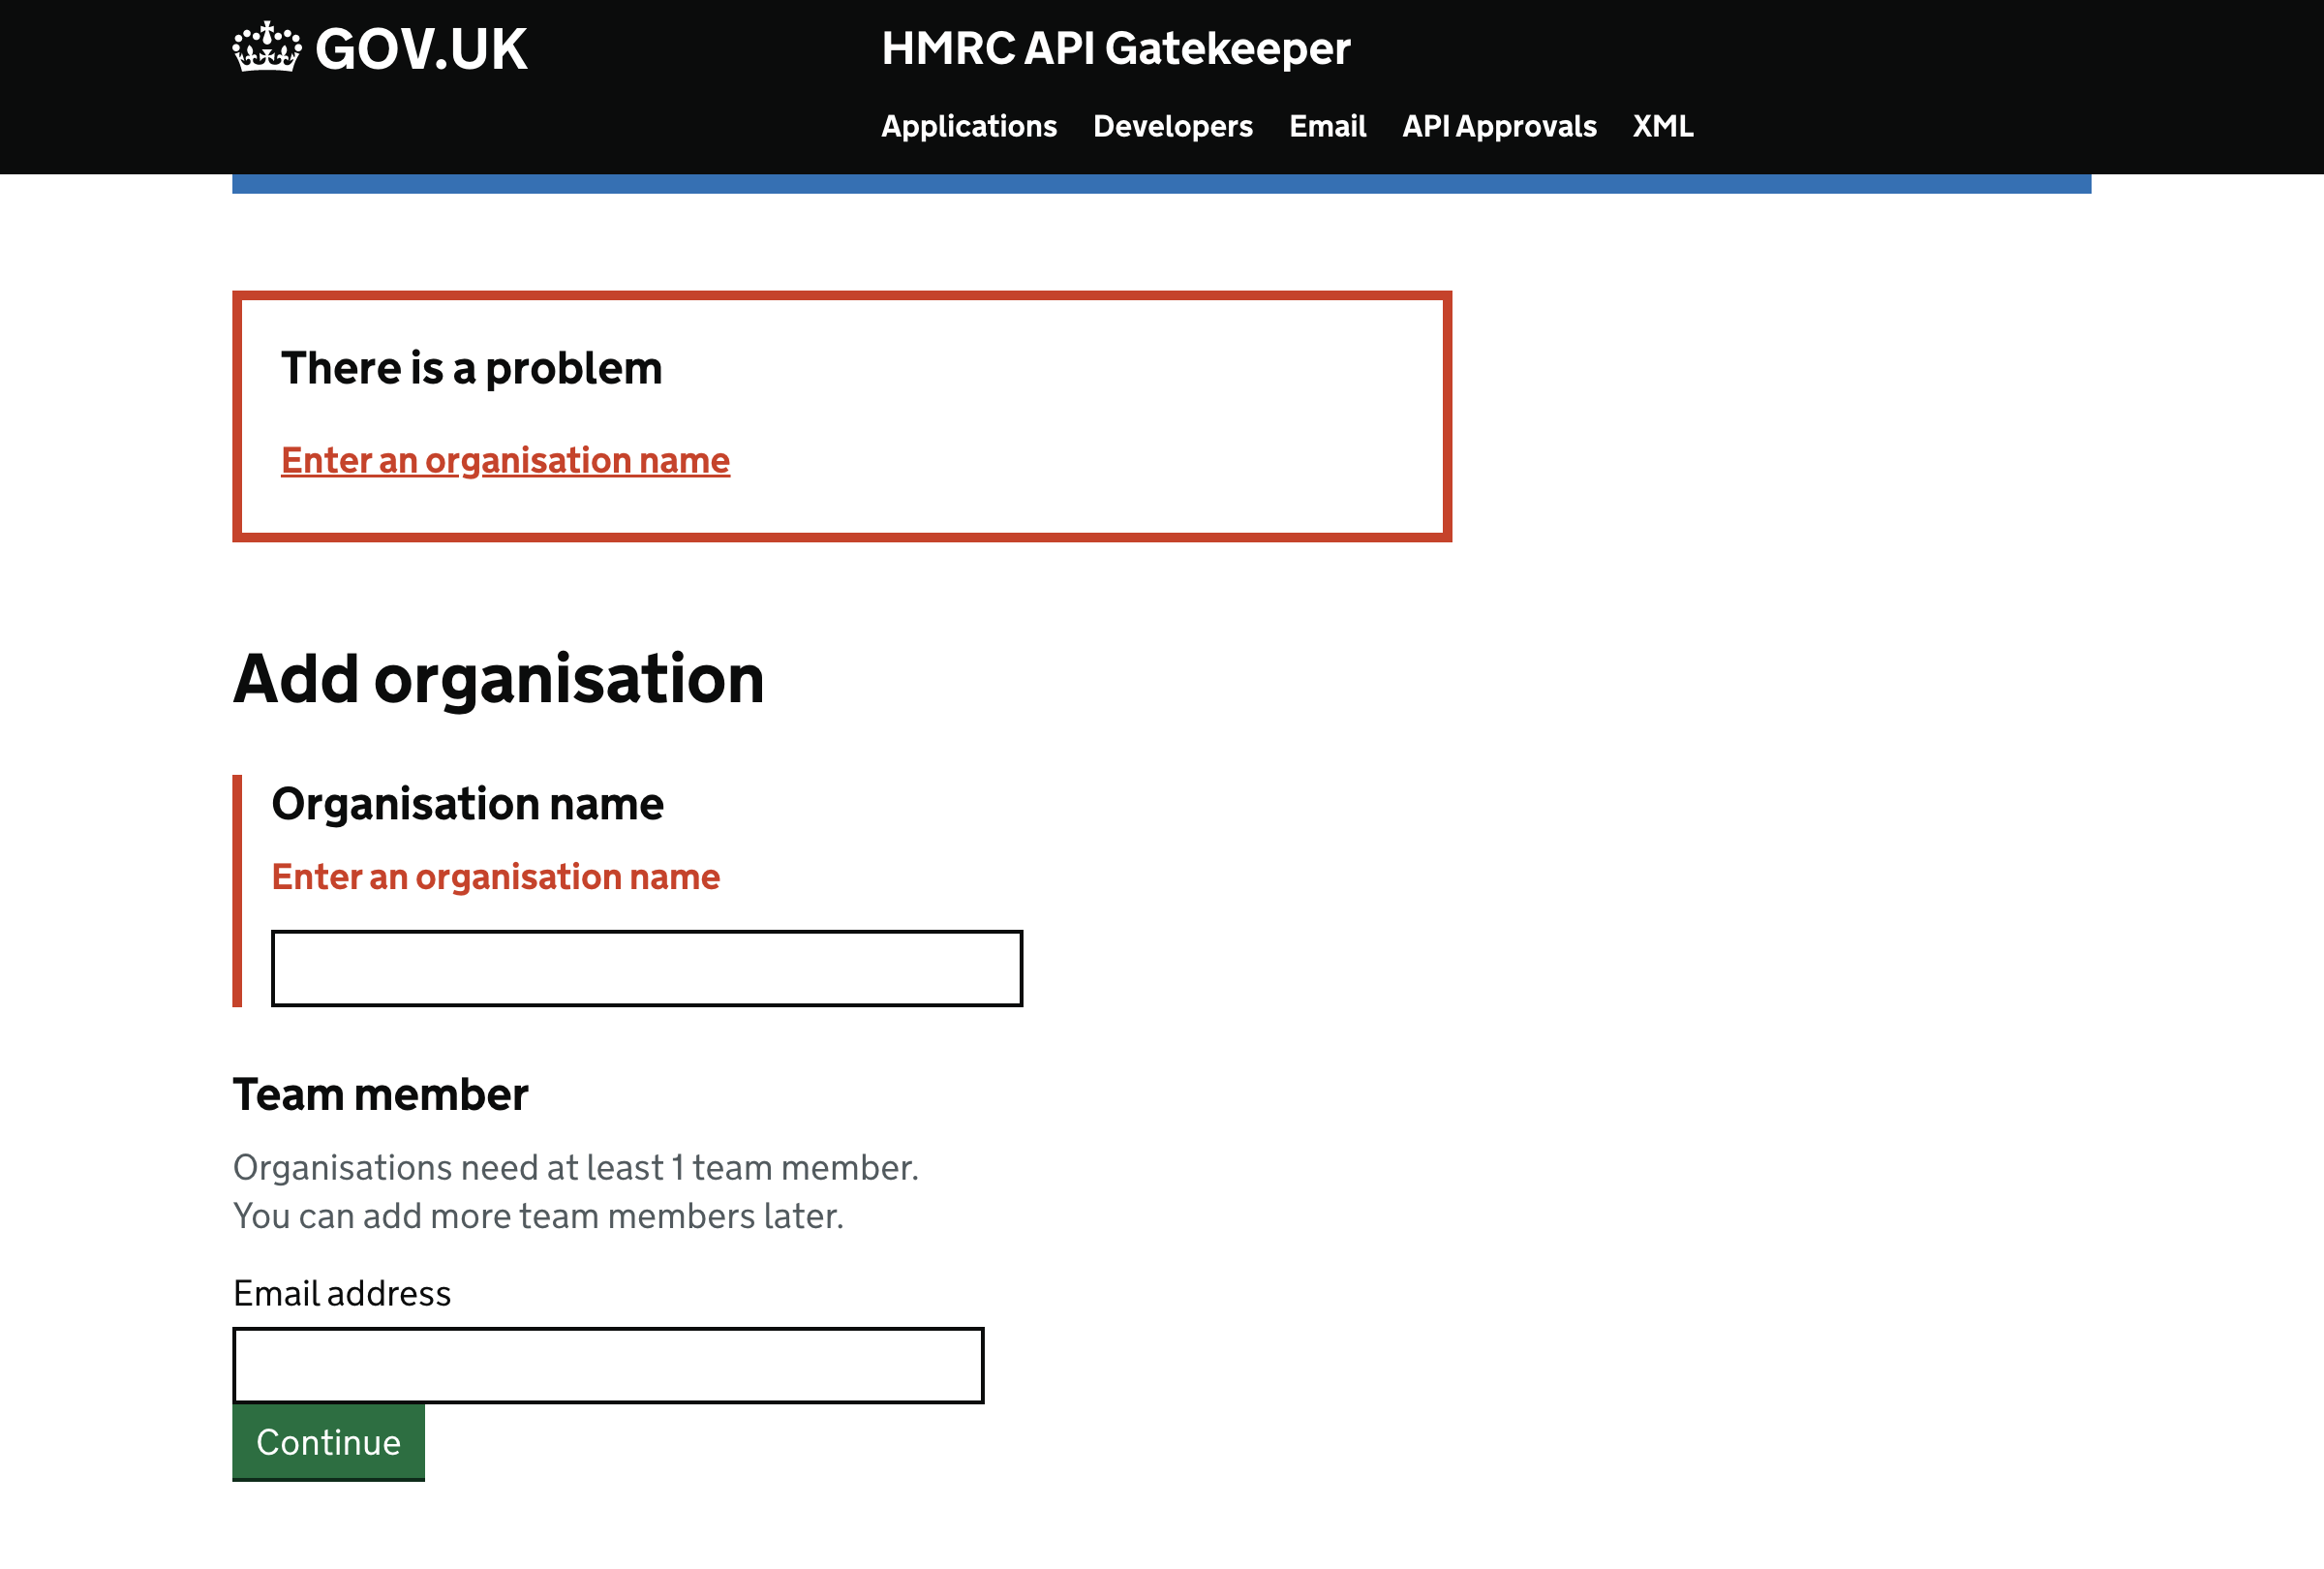 GOV.UK
HMRC API Gatekeeper
Applications Developers Email API Approvals XML
There is a problem
Enter an organisation name
Add organisation
Organisation name
Enter an organisation name
Team member
Organisations need at least 1 team member.
You can add more team members later.
Email address
Continue